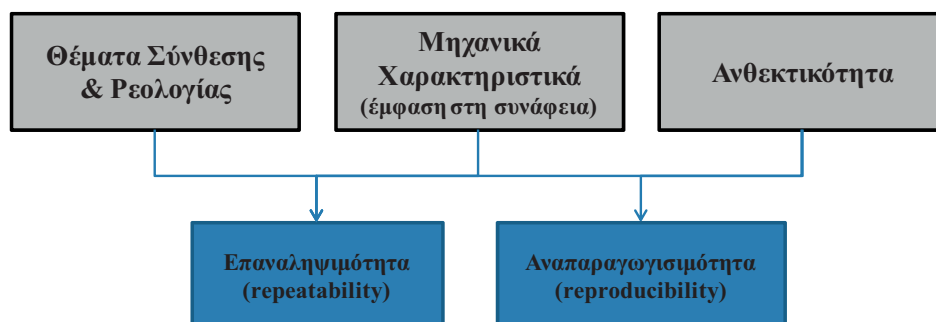 Θέματα Σύνθεσης
& Ρεολογίας
Μηχανικά
Χαρακτηριστικά
(έμφαση στη συνάφεια)
Ανθεκτικότητα
Επαναληψιμότητα
(repeatability)
Αναπαραγωγισιμότητα
(reproducibility)